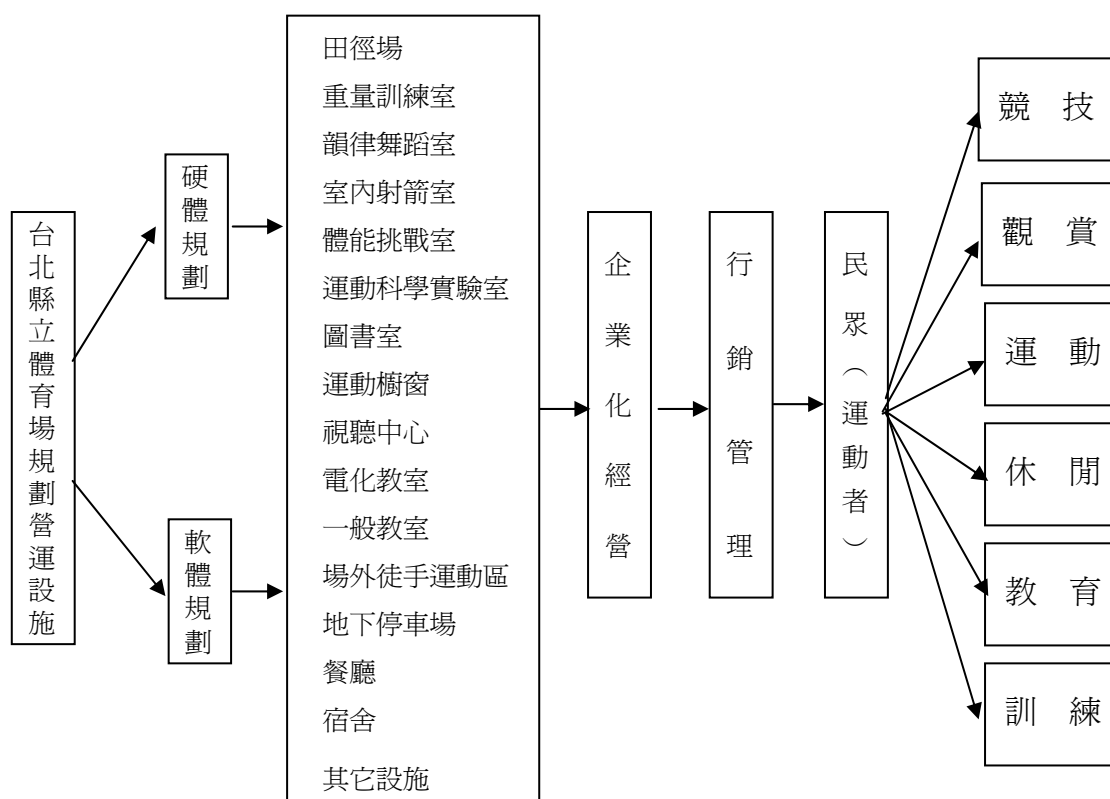 台北縣立體育場規劃營運設施
硬體規劃
軟體規劃
田徑場
重量訓練室
韻律舞蹈室
室內射箭室
體能挑戰室
運動科學實驗室
圖書室
運動櫥窗
視聽中心
電化教室
一般教室
場外徒手運動區
地下停車場
餐廳
宿舍
其它設施
企業化經營
行銷管理
民眾（運動者）
競技
觀賞
運動
休閒
教育
訓練